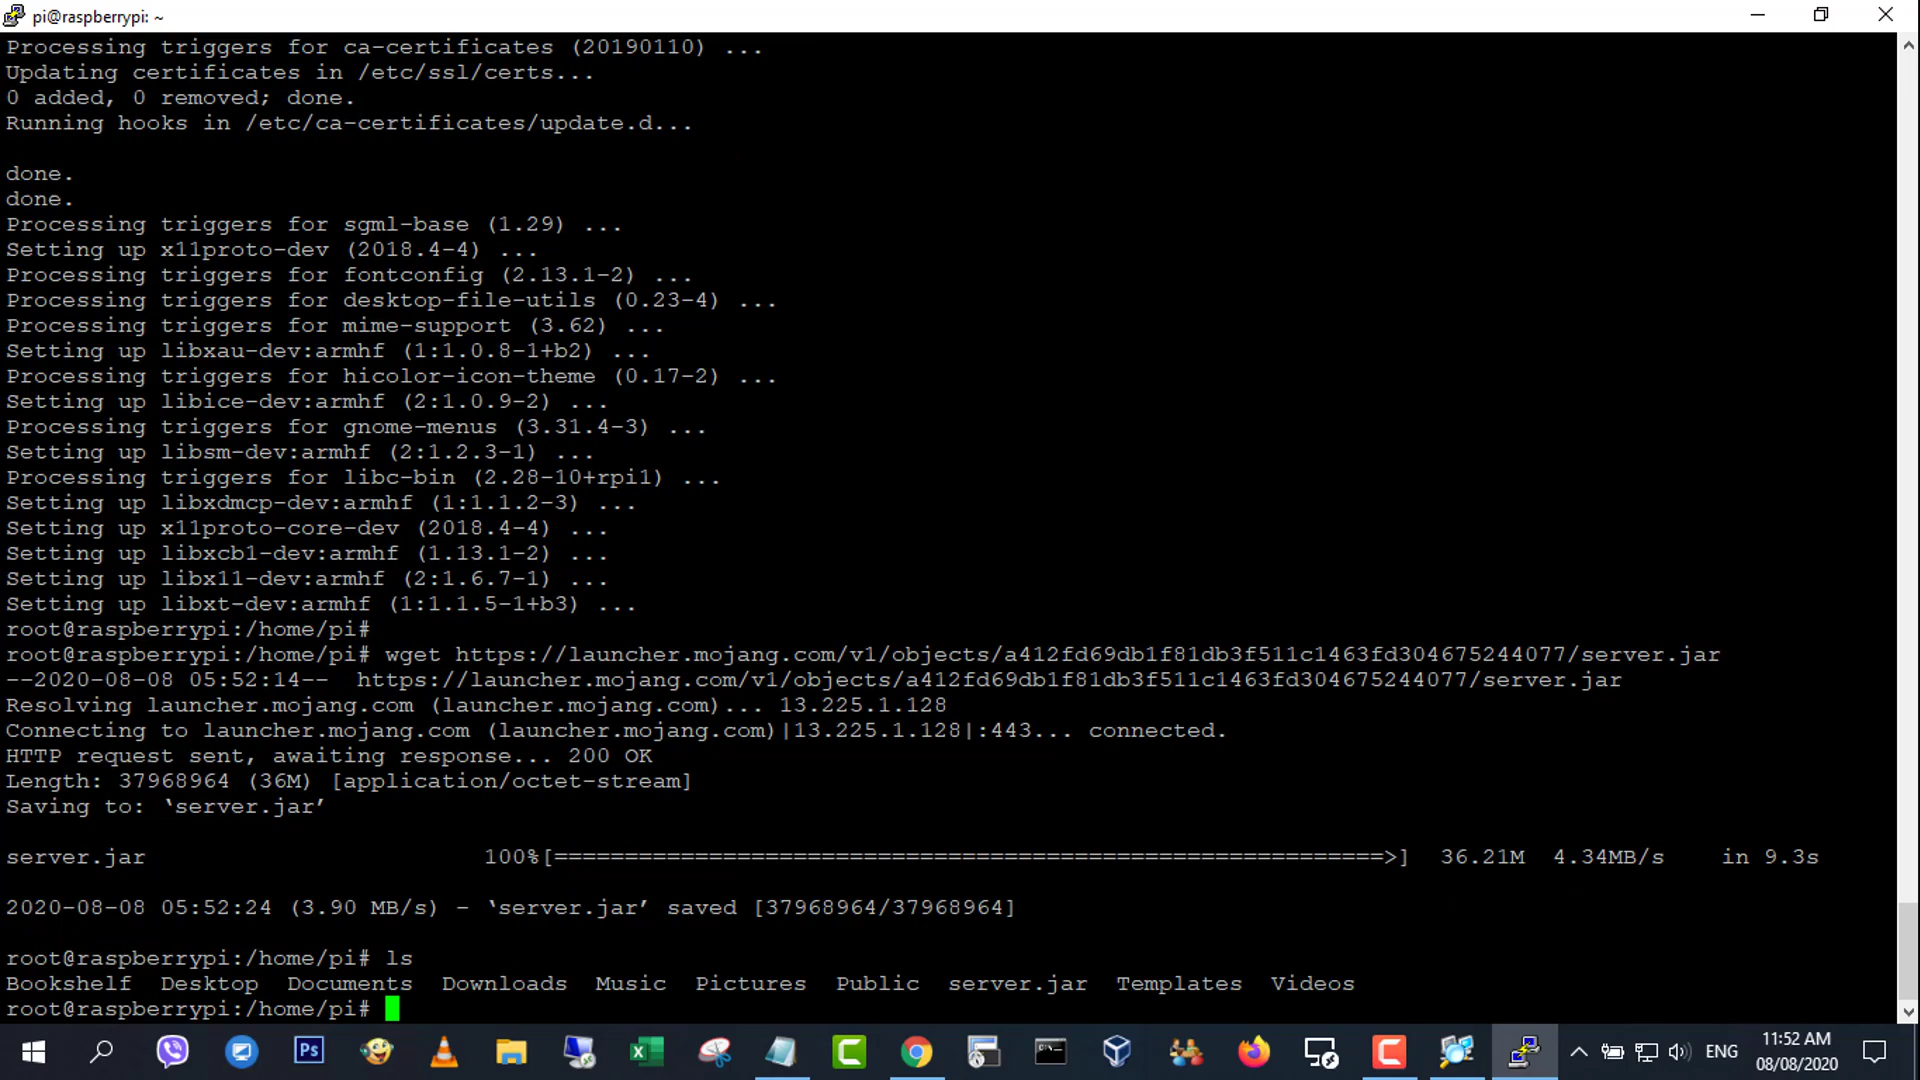 pi@raspberrypi: ~
Processing triggers for ca-certificates (20190110) ...
Updating certificates in /etc/ssl/certs...
0 added, 0 removed; done.
Running hooks in /etc/ca-certificates/update.d...
done.
done.
Processing triggers for sgml-base (1.29) ...
Setting up x11proto-dev (2018.4-4) ...
Processing triggers for fontconfig (2.13.1-2) ...
Processing triggers for desktop-file-utils (0.23-4) ...
Processing triggers for mime-support (3.62) ...
Setting up libxau-dev:armhf (1:1.0.8-1+b2) ...
Processing triggers for hicolor-icon-theme (0.17-2) ...
Setting up libice-dev:armhf (2:1.0.9-2) ...
Processing triggers for gnome-menus (3.31.4-3) ...
Setting up libsm-dev:armhf (2:1.2.3-1) ...
Processing triggers for libc-bin (2.28-10+rpi1) ...
Setting up libxdmcp-dev:armhf (1:1.1.2-3) ...
Setting up x11proto-core-dev (2018.4-4) ...
Setting up libxcb1-dev:armhf (1.13.1-2) ...
Setting up libx11-dev:armhf (2:1.6.7-1) ...
Setting up libxt-dev:armhf (1:1.1.5-1+b3) ...
root@raspberrypi:/home/pi#
root@raspberrypi:/home/pi# wget https://launcher.mojang.com/v1/objects/a412fd69db1f81db3f511c1463fd304675244077/server.jar
--2020-08-08 05:52:14--  https://launcher.mojang.com/v1/objects/a412fd69db1f81db3f511c1463fd304675244077/server.jar
Resolving launcher.mojang.com (launcher.mojang.com)... 13.225.1.128
Connecting to launcher.mojang.com (launcher.mojang.com)|13.225.1.128|:443... connected.
HTTP request sent, awaiting response... 200 OK
Length: 37968964 (36M) [application/octet-stream]
Saving to: ‘server.jar’
server.jar 100%[===========================================================>] 36.21M 4.34MB/s in 9.3s
2020-08-08 05:52:24 (3.90 MB/s) - ‘server.jar’ saved [37968964/37968964]
root@raspberrypi:/home/pi# ls
Bookshelf Desktop Documents Downloads Music Pictures Public server.jar Templates Videos
root@raspberrypi:/home/pi#
Ps
ENG
11:52 AM
08/08/2020